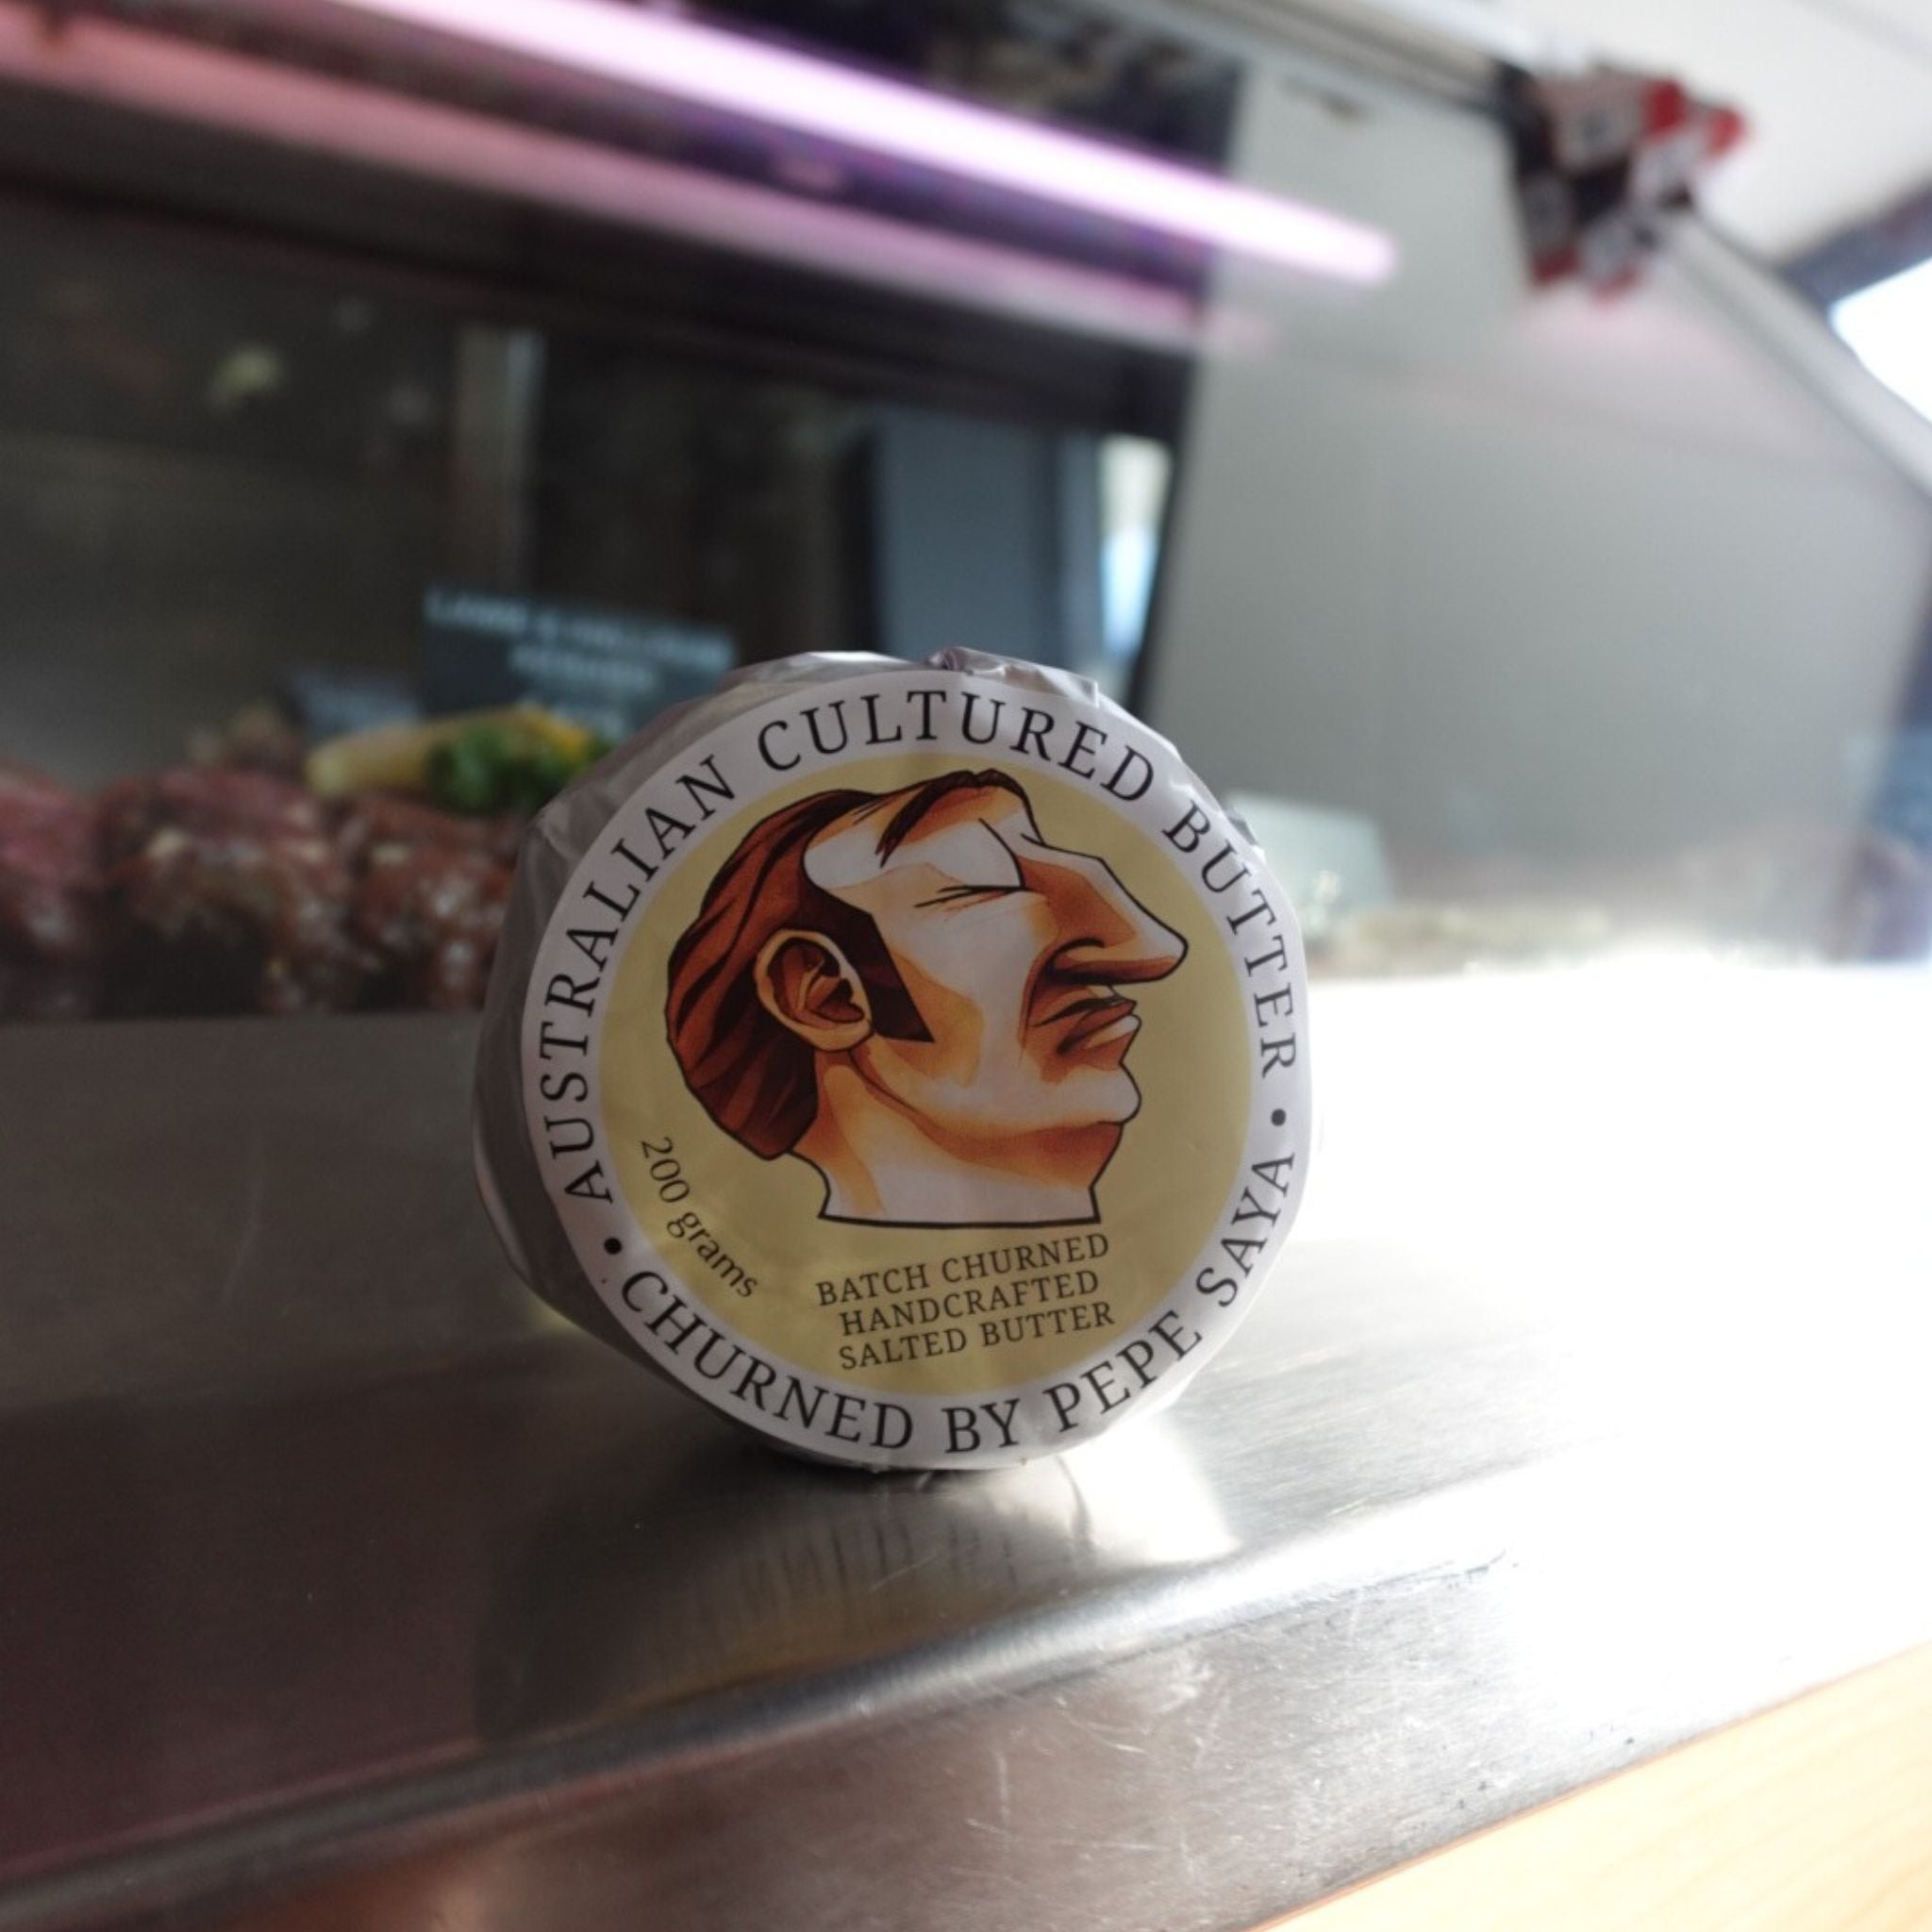 AUSTRALIAN CULTURED BUTTER
200 grams
BATCH CHURNED
HANDCRAFTED
SALTED BUTTER
• CHURNED BY PEPE SAYA •